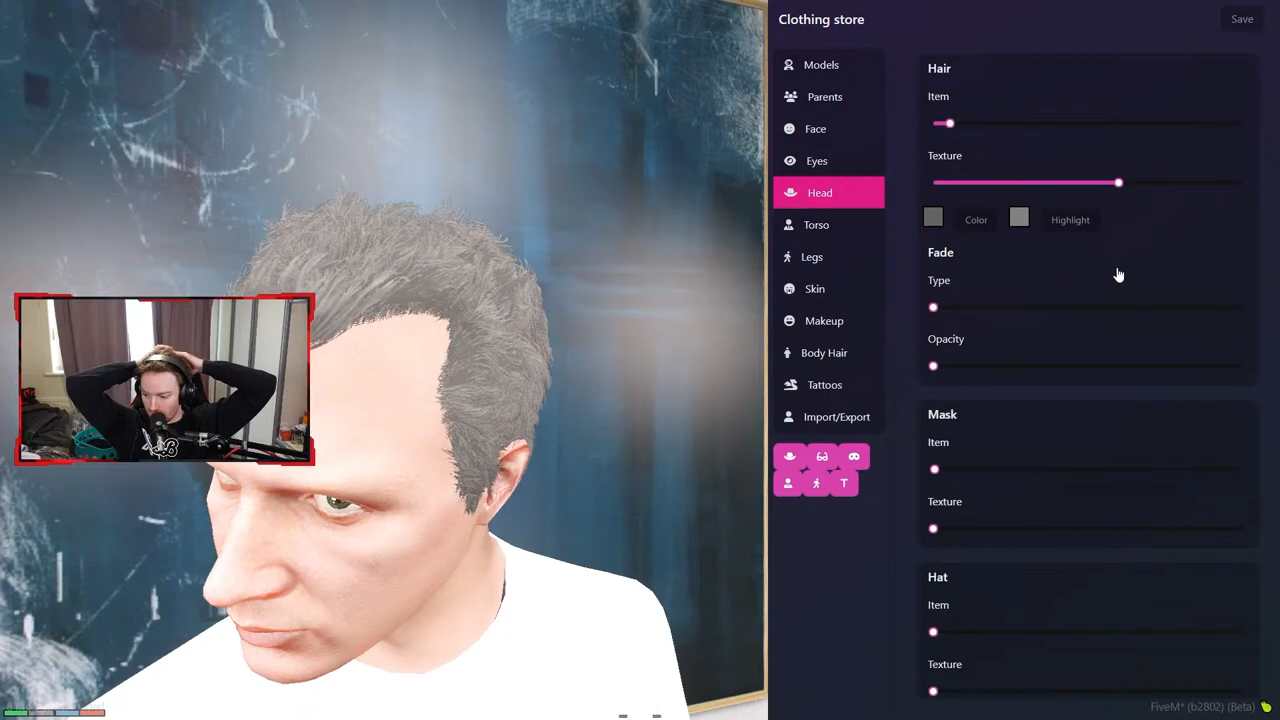 Clothing store
Save
Models
Parents
Face
Eyes
Head
Torso
Legs
Skin
Makeup
Body Hair
Tattoos
Import/Export
T
Hair
Item
Texture
Color
Highlight
Fade
Type
Opacity
Mask
Item
Texture
Hat
Item
Texture
FiveM* (b2802) (Beta)